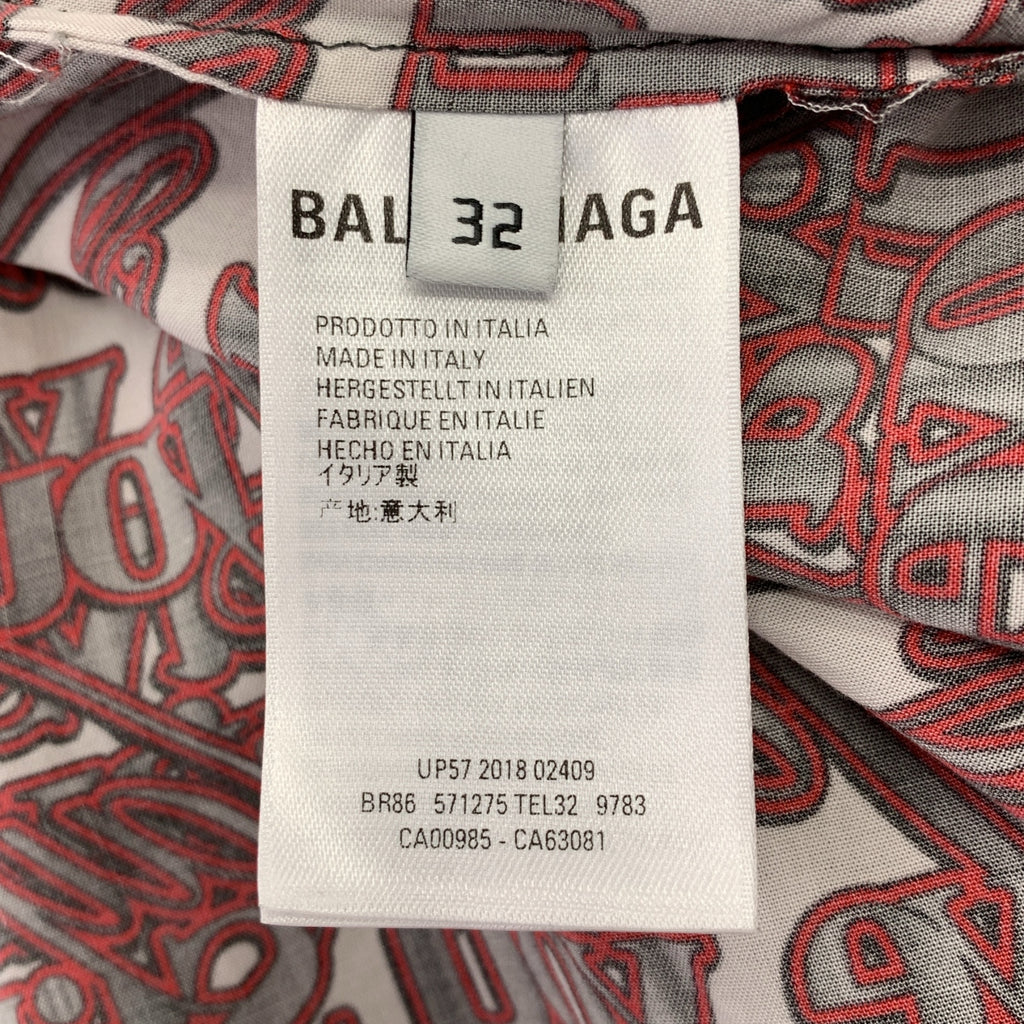 BAL NAGA
32
PRODOTTO IN ITALIA
MADE IN ITALY
HERGESTELLT IN ITALIEN
FABRIQUE EN ITALIE
HECHO EN ITALIA
イタリア製
产地:意大利
UP57 2018 02409
BR86 571275 TEL32 9783
CA00985 - CA63081